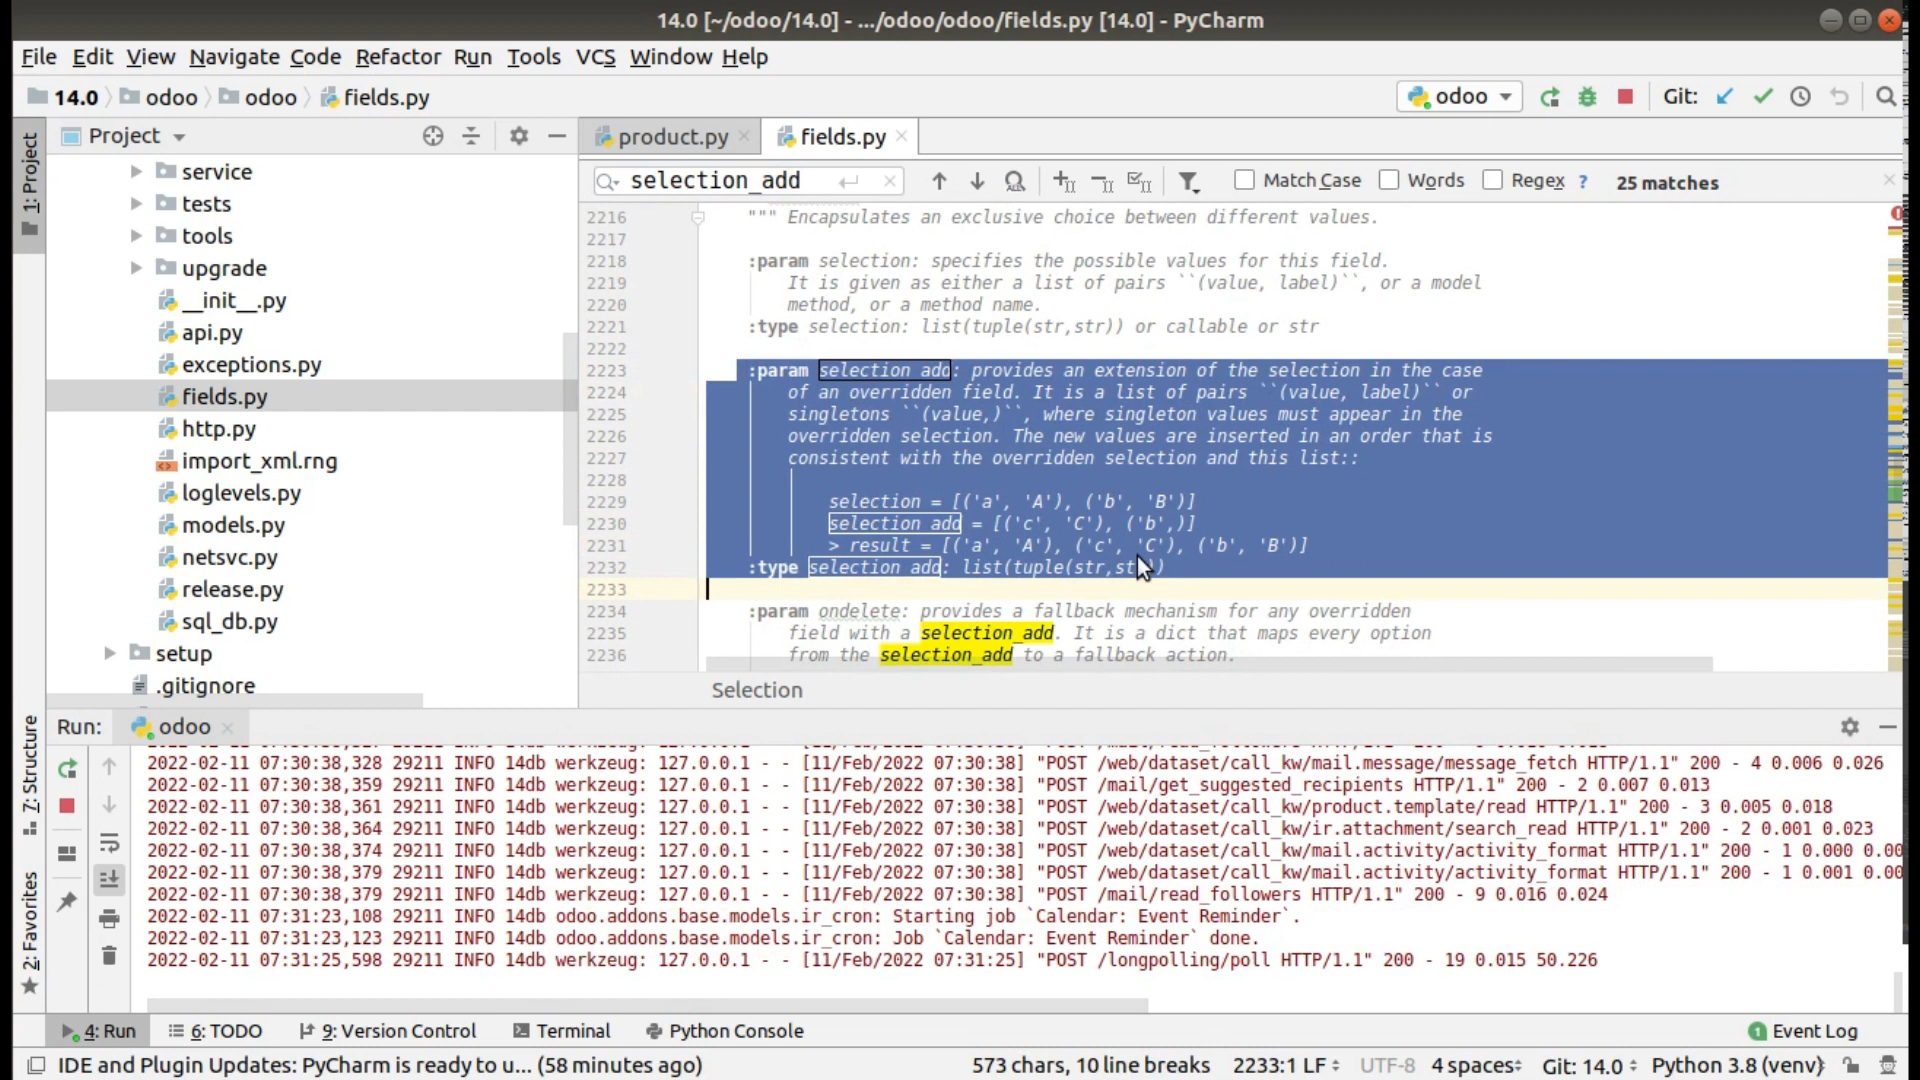 14.0 [~/odoo/14.0] - .../odoo/odoo/fields.py [14.0] - PyCharm
File Edit View Navigate Code Refactor Run Tools VCS Window Help
14.0 odoo odoo fields.py
odoo
Git:
1: Project
Project
product.py
fields.py
selection_add
Match Case
Words
Regex
?
25 matches
service
tests
tools
upgrade
__init__.py
api.py
exceptions.py
fields.py
http.py
import_xml.rng
loglevels.py
models.py
netsvc.py
release.py
sql_db.py
setup
.gitignore
2216 """ Encapsulates an exclusive choice between different values.
2217
2218 :param selection: specifies the possible values for this field.
2219 It is given as either a list of pairs ``(value, label)``, or a model
2220 method, or a method name.
2221 :type selection: list(tuple(str,str)) or callable or str
2222
2223 :param selection_add: provides an extension of the selection in the case
2224 of an overridden field. It is a list of pairs ``(value, label)`` or
2225 singletons ``(value,)``, where singleton values must appear in the
2226 overridden selection. The new values are inserted in an order that is
2227 consistent with the overridden selection and this list::
2228
2229 selection = [('a', 'A'), ('b', 'B')]
2230 selection_add = [('c', 'C'), ('b',)]
2231 > result = [('a', 'A'), ('c', 'C'), ('b', 'B')]
2232 :type selection_add: list(tuple(str,str))
2233
2234 :param ondelete: provides a fallback mechanism for any overridden
2235 field with a selection_add. It is a dict that maps every option
2236 from the selection_add to a fallback action.
Selection
7: Structure
2: Favorites
Run: odoo
2022-02-11 07:30:38,328 29211 INFO 14db werkzeug: 127.0.0.1 - - [11/Feb/2022 07:30:38] "POST /web/dataset/call_kw/mail.message/message_fetch HTTP/1.1" 200 - 4 0.006 0.026
2022-02-11 07:30:38,359 29211 INFO 14db werkzeug: 127.0.0.1 - - [11/Feb/2022 07:30:38] "POST /mail/get_suggested_recipients HTTP/1.1" 200 - 2 0.007 0.013
2022-02-11 07:30:38,361 29211 INFO 14db werkzeug: 127.0.0.1 - - [11/Feb/2022 07:30:38] "POST /web/dataset/call_kw/product.template/read HTTP/1.1" 200 - 3 0.005 0.018
2022-02-11 07:30:38,364 29211 INFO 14db werkzeug: 127.0.0.1 - - [11/Feb/2022 07:30:38] "POST /web/dataset/call_kw/ir.attachment/search_read HTTP/1.1" 200 - 2 0.001 0.023
2022-02-11 07:30:38,374 29211 INFO 14db werkzeug: 127.0.0.1 - - [11/Feb/2022 07:30:38] "POST /web/dataset/call_kw/mail.activity/activity_format HTTP/1.1" 200 - 1 0.000 0.00
2022-02-11 07:30:38,379 29211 INFO 14db werkzeug: 127.0.0.1 - - [11/Feb/2022 07:30:38] "POST /web/dataset/call_kw/mail.activity/activity_format HTTP/1.1" 200 - 1 0.001 0.00
2022-02-11 07:30:38,379 29211 INFO 14db werkzeug: 127.0.0.1 - - [11/Feb/2022 07:30:38] "POST /mail/read_followers HTTP/1.1" 200 - 9 0.016 0.024
2022-02-11 07:31:23,108 29211 INFO 14db odoo.addons.base.models.ir_cron: Starting job `Calendar: Event Reminder`.
2022-02-11 07:31:23,123 29211 INFO 14db odoo.addons.base.models.ir_cron: Job `Calendar: Event Reminder` done.
2022-02-11 07:31:25,598 29211 INFO 14db werkzeug: 127.0.0.1 - - [11/Feb/2022 07:31:25] "POST /longpolling/poll HTTP/1.1" 200 - 19 0.015 50.226
4: Run 6: TODO 9: Version Control Terminal Python Console 1 Event Log
IDE and Plugin Updates: PyCharm is ready to u... (58 minutes ago) 573 chars, 10 line breaks 2233:1 LF UTF-8 4 spaces Git: 14.0 Python 3.8 (venv)